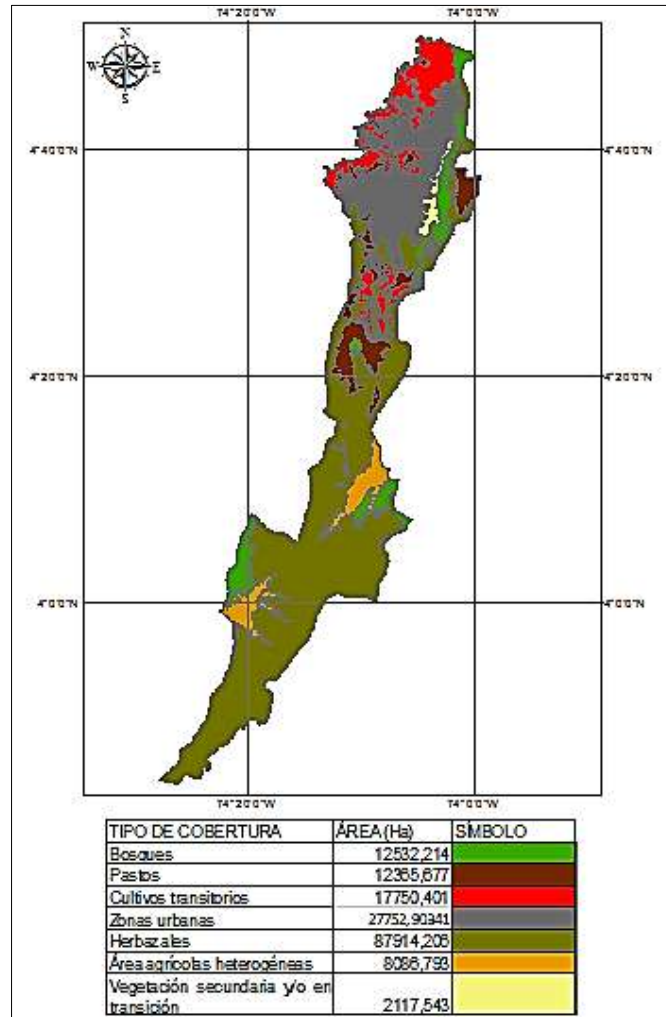 74°20'0"W 74°0'0"W
N
W E
S
4°40'0"N 4°40'0"N
4°20'0"N 4°20'0"N
4°0'0"N 4°0'0"N
74°20'0"W 74°0'0"W
TIPO DE COBERTURA ÁREA (Ha) SÍMBOLO
Bosques 12532,214
Pastos 12365,677
Cultivos transitorios 17750,401
Zonas urbanas 27752,90341
Herbazales 87914,206
Área agrícolas heterogéneas 8086,793
Vegetación secundaria y/o en
transición 2117,543